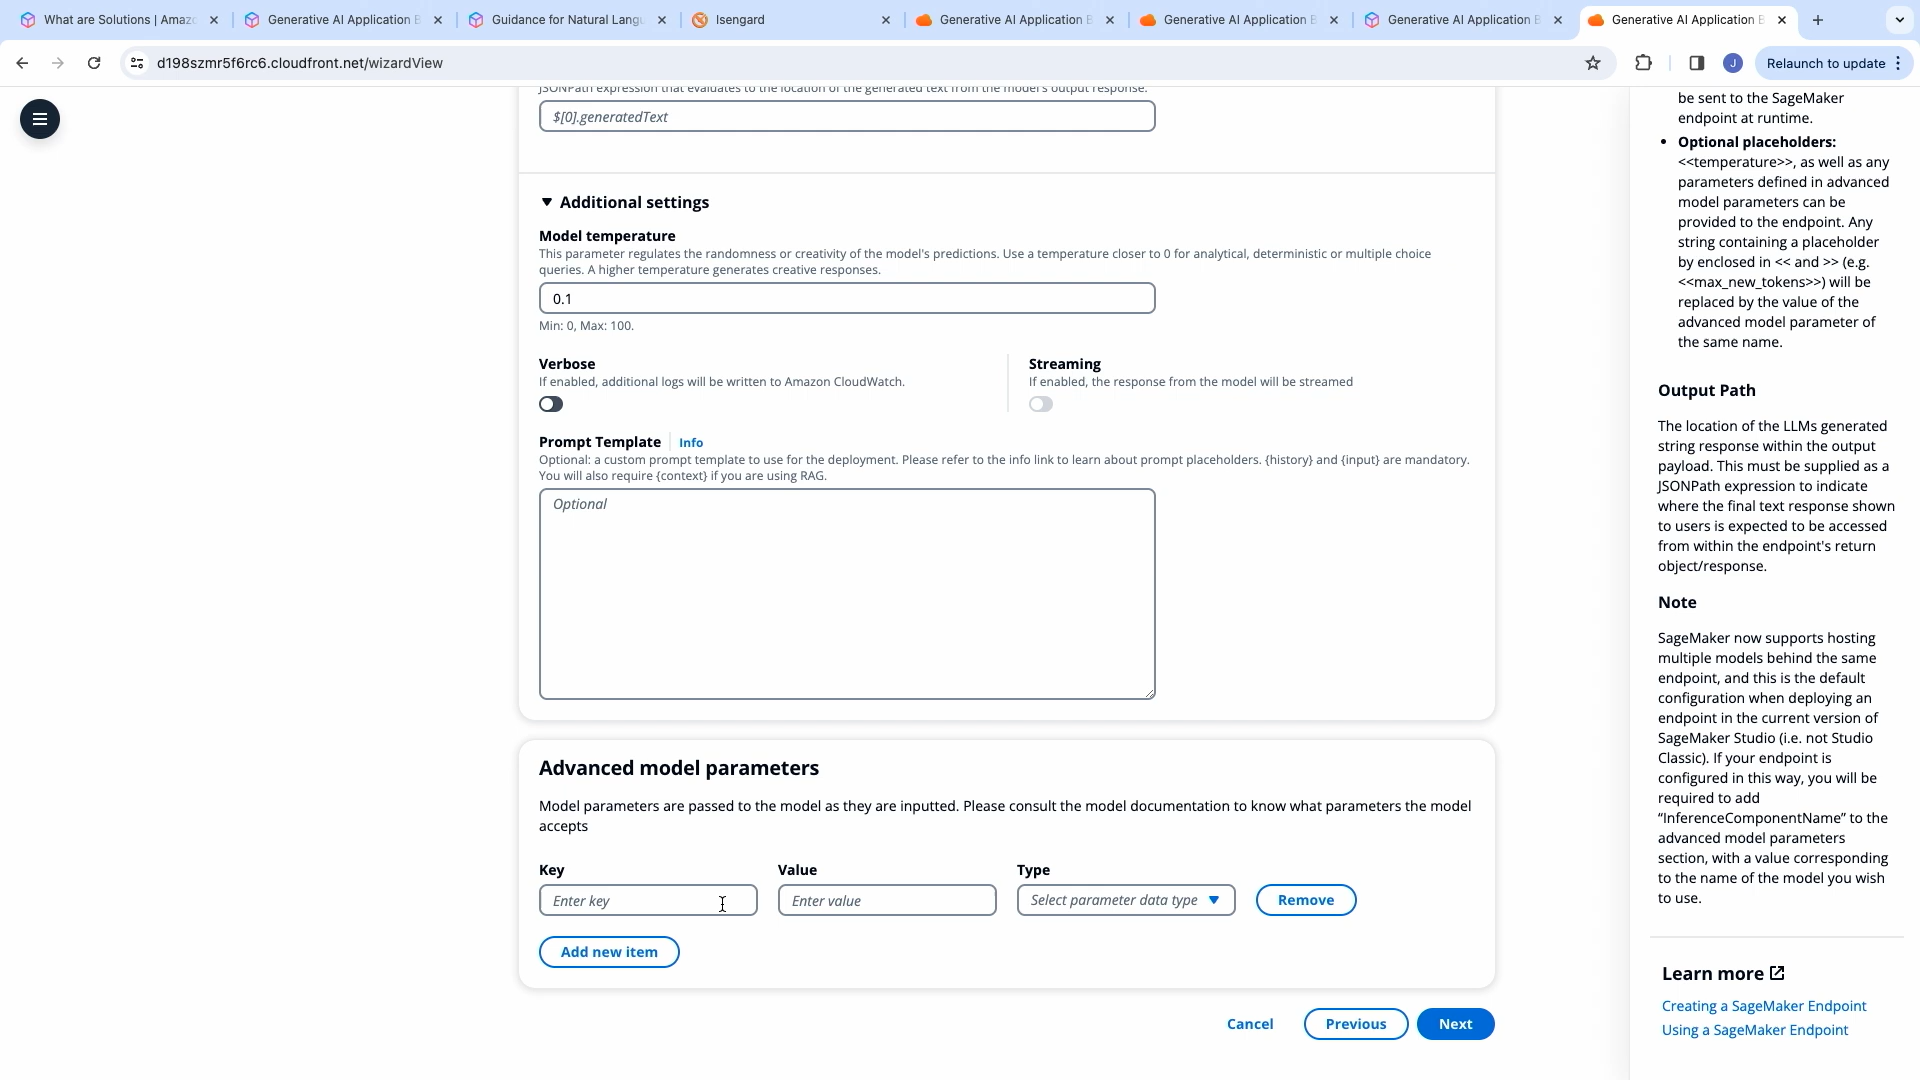 What are Solutions | Amaz
Generative AI Application B
Guidance for Natural Langu
Isengard
Generative AI Application B
Generative AI Application B
Generative AI Application B
Generative AI Application B
d198szmr5f6rc6.cloudfront.net/wizardView
J
Relaunch to update
JSONPath expression that evaluates to the location of the generated text from the model's output response.
$[0].generatedText
Additional settings
Model temperature
This parameter regulates the randomness or creativity of the model's predictions. Use a temperature closer to 0 for analytical, deterministic or multiple choice
queries. A higher temperature generates creative responses.
0.1
Min: 0, Max: 100.
Verbose
If enabled, additional logs will be written to Amazon CloudWatch.
Streaming
If enabled, the response from the model will be streamed
Prompt Template
Info
Optional: a custom prompt template to use for the deployment. Please refer to the info link to learn about prompt placeholders. {history} and {input} are mandatory.
You will also require {context} if you are using RAG.
Optional
Advanced model parameters
Model parameters are passed to the model as they are inputted. Please consult the model documentation to know what parameters the model
accepts
Key
Value
Type
Enter key
Enter value
Select parameter data type
Remove
Add new item
Cancel
Previous
Next
be sent to the SageMaker
endpoint at runtime.
• Optional placeholders:
<<temperature>>, as well as any
parameters defined in advanced
model parameters can be
provided to the endpoint. Any
string containing a placeholder
by enclosed in << and >> (e.g.
<<max_new_tokens>>) will be
replaced by the value of the
advanced model parameter of
the same name.
Output Path
The location of the LLMs generated
string response within the output
payload. This must be supplied as a
JSONPath expression to indicate
where the final text response shown
to users is expected to be accessed
from within the endpoint's return
object/response.
Note
SageMaker now supports hosting
multiple models behind the same
endpoint, and this is the default
configuration when deploying an
endpoint in the current version of
SageMaker Studio (i.e. not Studio
Classic). If your endpoint is
configured in this way, you will be
required to add
“InferenceComponentName” to the
advanced model parameters
section, with a value corresponding
to the name of the model you wish
to use.
Learn more
Creating a SageMaker Endpoint
Using a SageMaker Endpoint